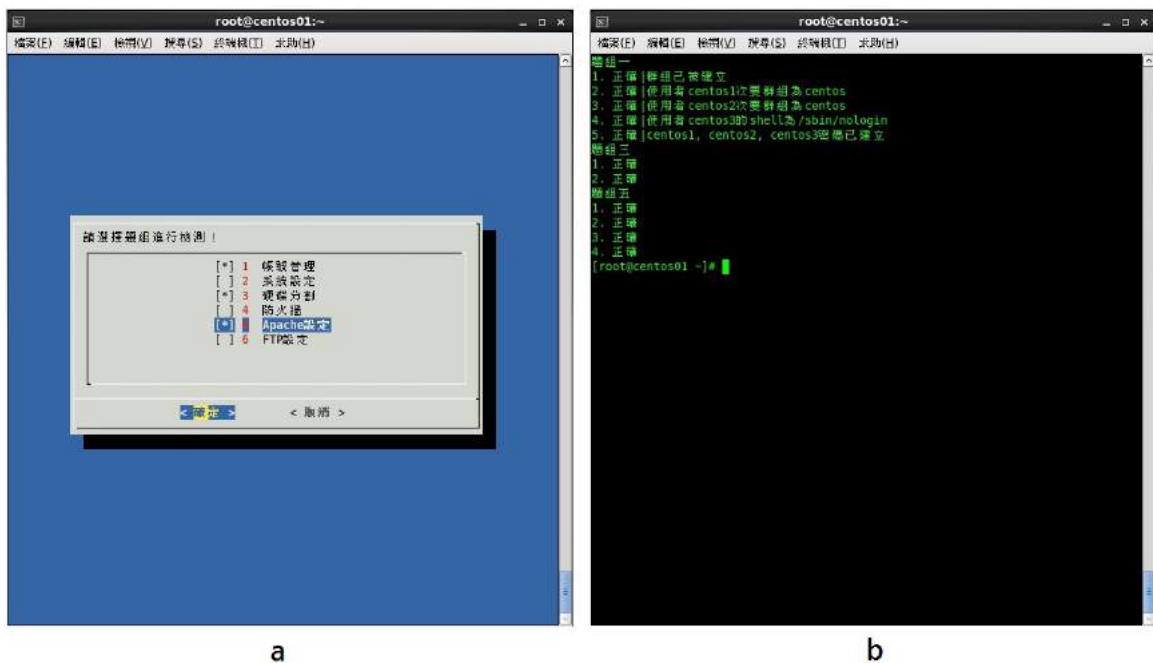 root@centos01:~
檔案(F) 編輯(E) 檢視(V) 搜尋(S) 終端機(T) 求助(H)
請選擇題組進行檢測！
[*] 1 帳號管理
[ ] 2 系統設定
[*] 3 硬碟分割
[ ] 4 防火牆
[*] Apache設定
[ ] 6 FTP設定
< 確定 >
< 取消 >
a
root@centos01:~
檔案(F) 編輯(E) 檢視(V) 搜尋(S) 終端機(T) 求助(H)
題組一
1. 正確|群組已被建立
2. 正確|使用者centos1次要群組為centos
3. 正確|使用者centos2次要群組為centos
4. 正確|使用者centos3的shell為/sbin/nologin
5. 正確|centos1, centos2, centos3密碼已建立
題組三
1. 正確
2. 正確
題組五
1. 正確
2. 正確
3. 正確
4. 正確
[root@centos01 ~]#
b